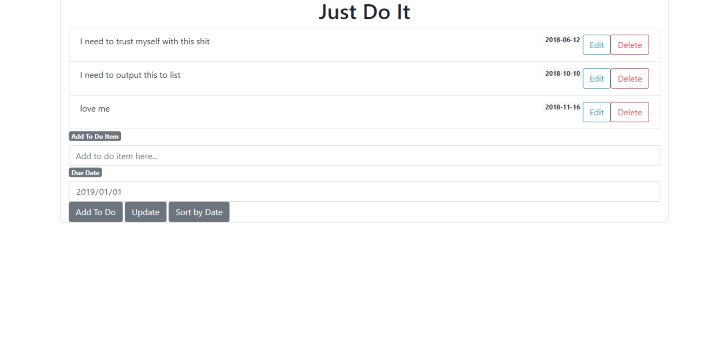 Just Do It
I need to trust myself with this shit 2018-06-12 Edit Delete
I need to output this to list 2018-10-10 Edit Delete
love me 2018-11-16 Edit Delete
Add To Do Item
Add to do item here...
Due Date
2019/01/01
Add To Do Update Sort by Date